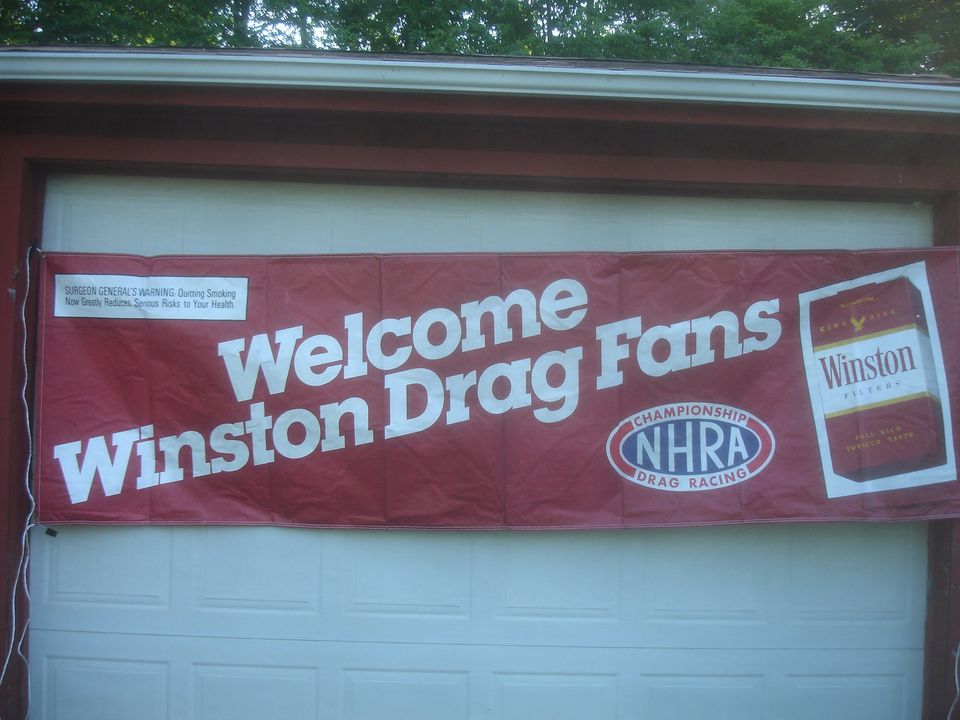 SURGEON GENERAL'S WARNING: Quitting Smoking
Now Greatly Reduces Serious Risks to Your Health.
Welcome
Winston Drag Fans
CHAMPIONSHIP
NHRA
DRAG RACING
KING SIZE
Winston
FILTERS
FULL RICH
TOBACCO TASTE